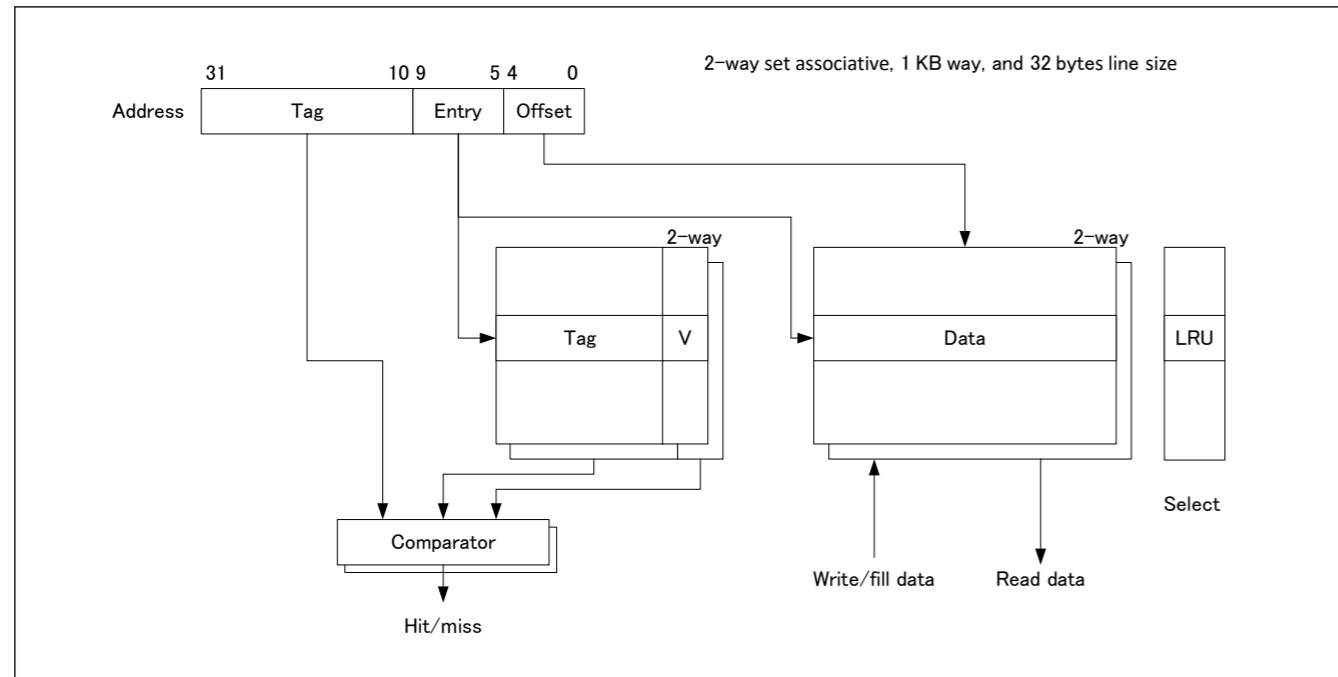 2-way set associative, 1 KB way, and 32 bytes line size
31 10 9 5 4 0
Address Tag Entry Offset
2-way 2-way
Tag V Data LRU
Select
Comparator
Write/fill data Read data
Hit/miss